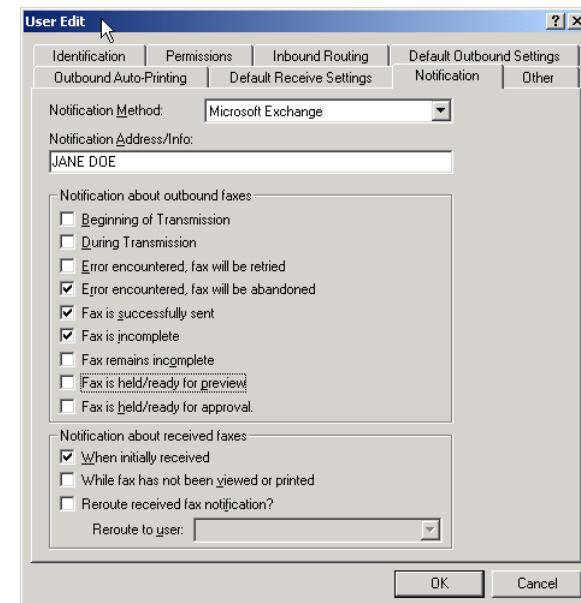 User Edit
Identification Permissions Inbound Routing Default Outbound Settings
Outbound Auto-Printing Default Receive Settings Notification Other
Notification Method: Microsoft Exchange
Notification Address/Info:
JANE DOE
Notification about outbound faxes
Beginning of Transmission
During Transmission
Error encountered, fax will be retried
Error encountered, fax will be abandoned
Fax is successfully sent
Fax is incomplete
Fax remains incomplete
Fax is held/ready for preview
Fax is held/ready for approval.
Notification about received faxes
When initially received
While fax has not been viewed or printed
Reroute received fax notification?
Reroute to user:
OK Cancel